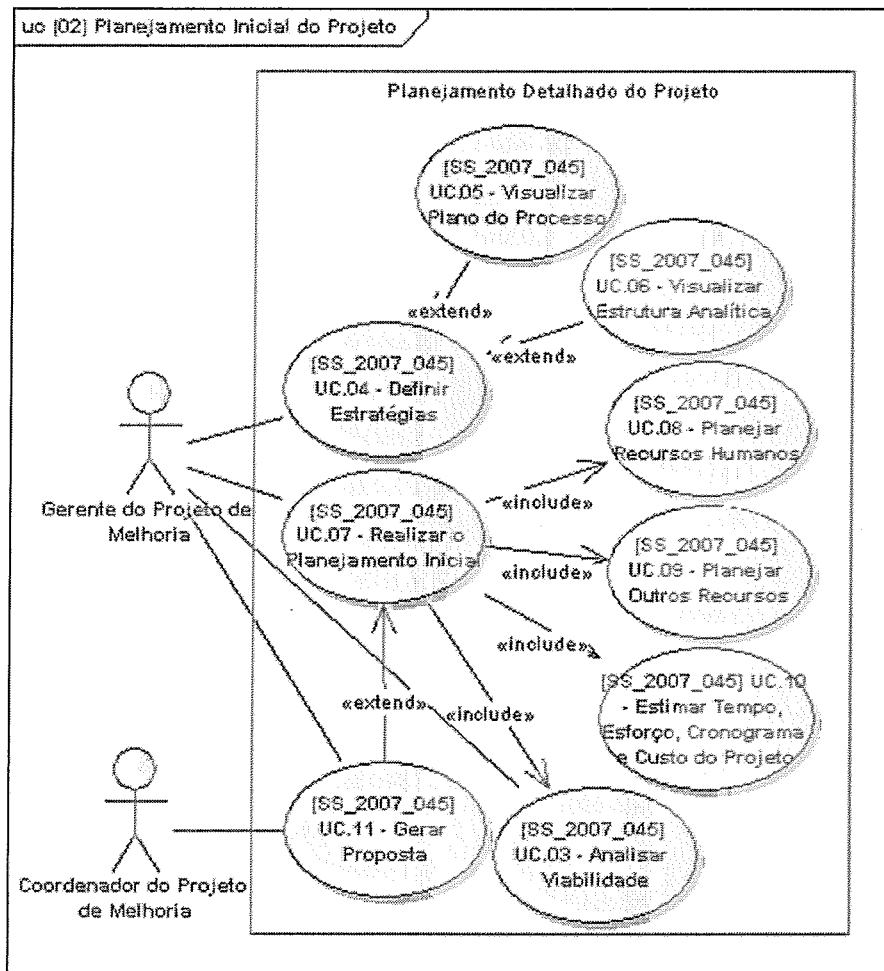 uc [02] Planejamento Inicial do Projeto
Planejamento Detalhado do Projeto
[SS_2007_045]
UC.05 - Visualizar
Plano do Processo
[SS_2007_045]
UC.06 - Visualizar
Estrutura Analítica
«extend»
«extend»
[SS_2007_045]
UC.04 - Definir
Estratégias
[SS_2007_045]
UC.08 - Planejar
Recursos Humanos
Gerente do Projeto de
Melhoria
[SS_2007_045]
UC.07 - Realizar o
Planejamento Inicial
«include»
[SS_2007_045]
UC.09 - Planejar
Outros Recursos
«include»
«include»
[SS_2007_045] UC.10
- Estimar Tempo,
Esforço, Cronograma
e Custo do Projeto
«extend»
«include»
[SS_2007_045]
UC.11 - Gerar
Proposta
[SS_2007_045]
UC.03 - Analisar
Viabilidade
Coordenador do Projeto
de Melhoria